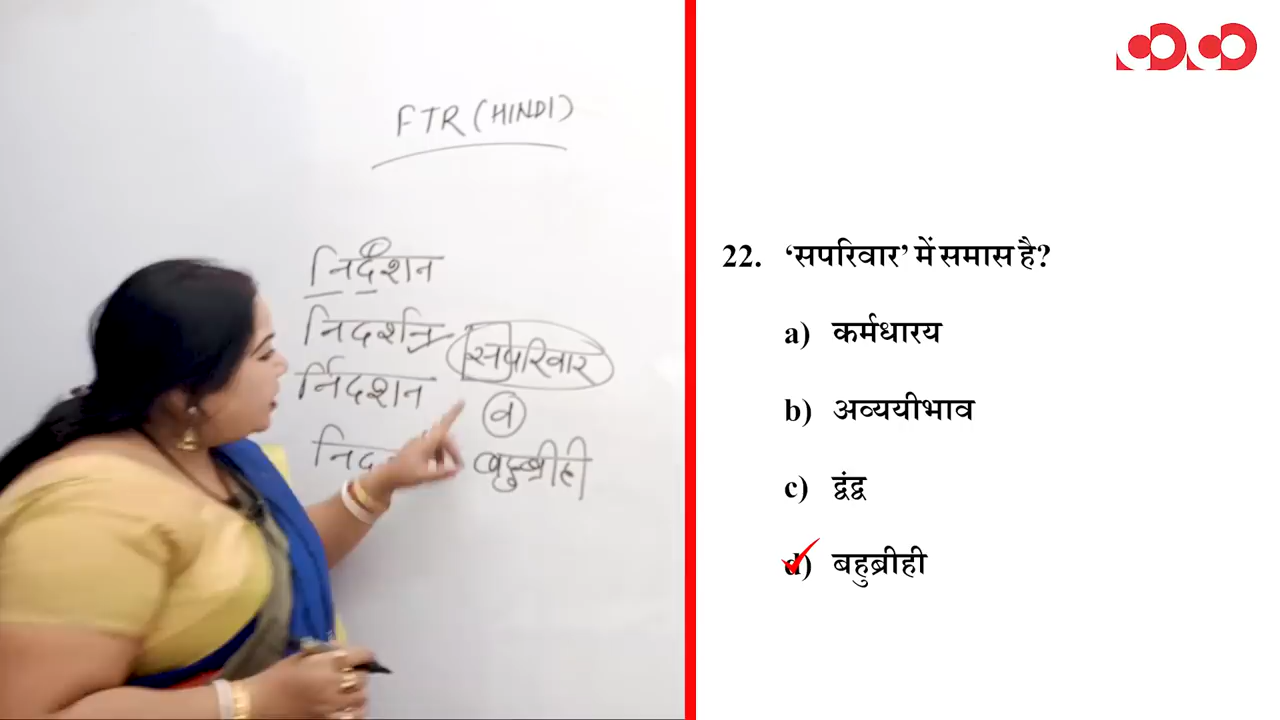 FTR (HINDI)
निर्देशन
निदर्शन
सपरिवार
र्निदशन
व
बहुब्रीही
22. ‘सपरिवार’ में समास है?
a) कर्मधारय
b) अव्ययीभाव
c) द्वंद्व
d) बहुब्रीही